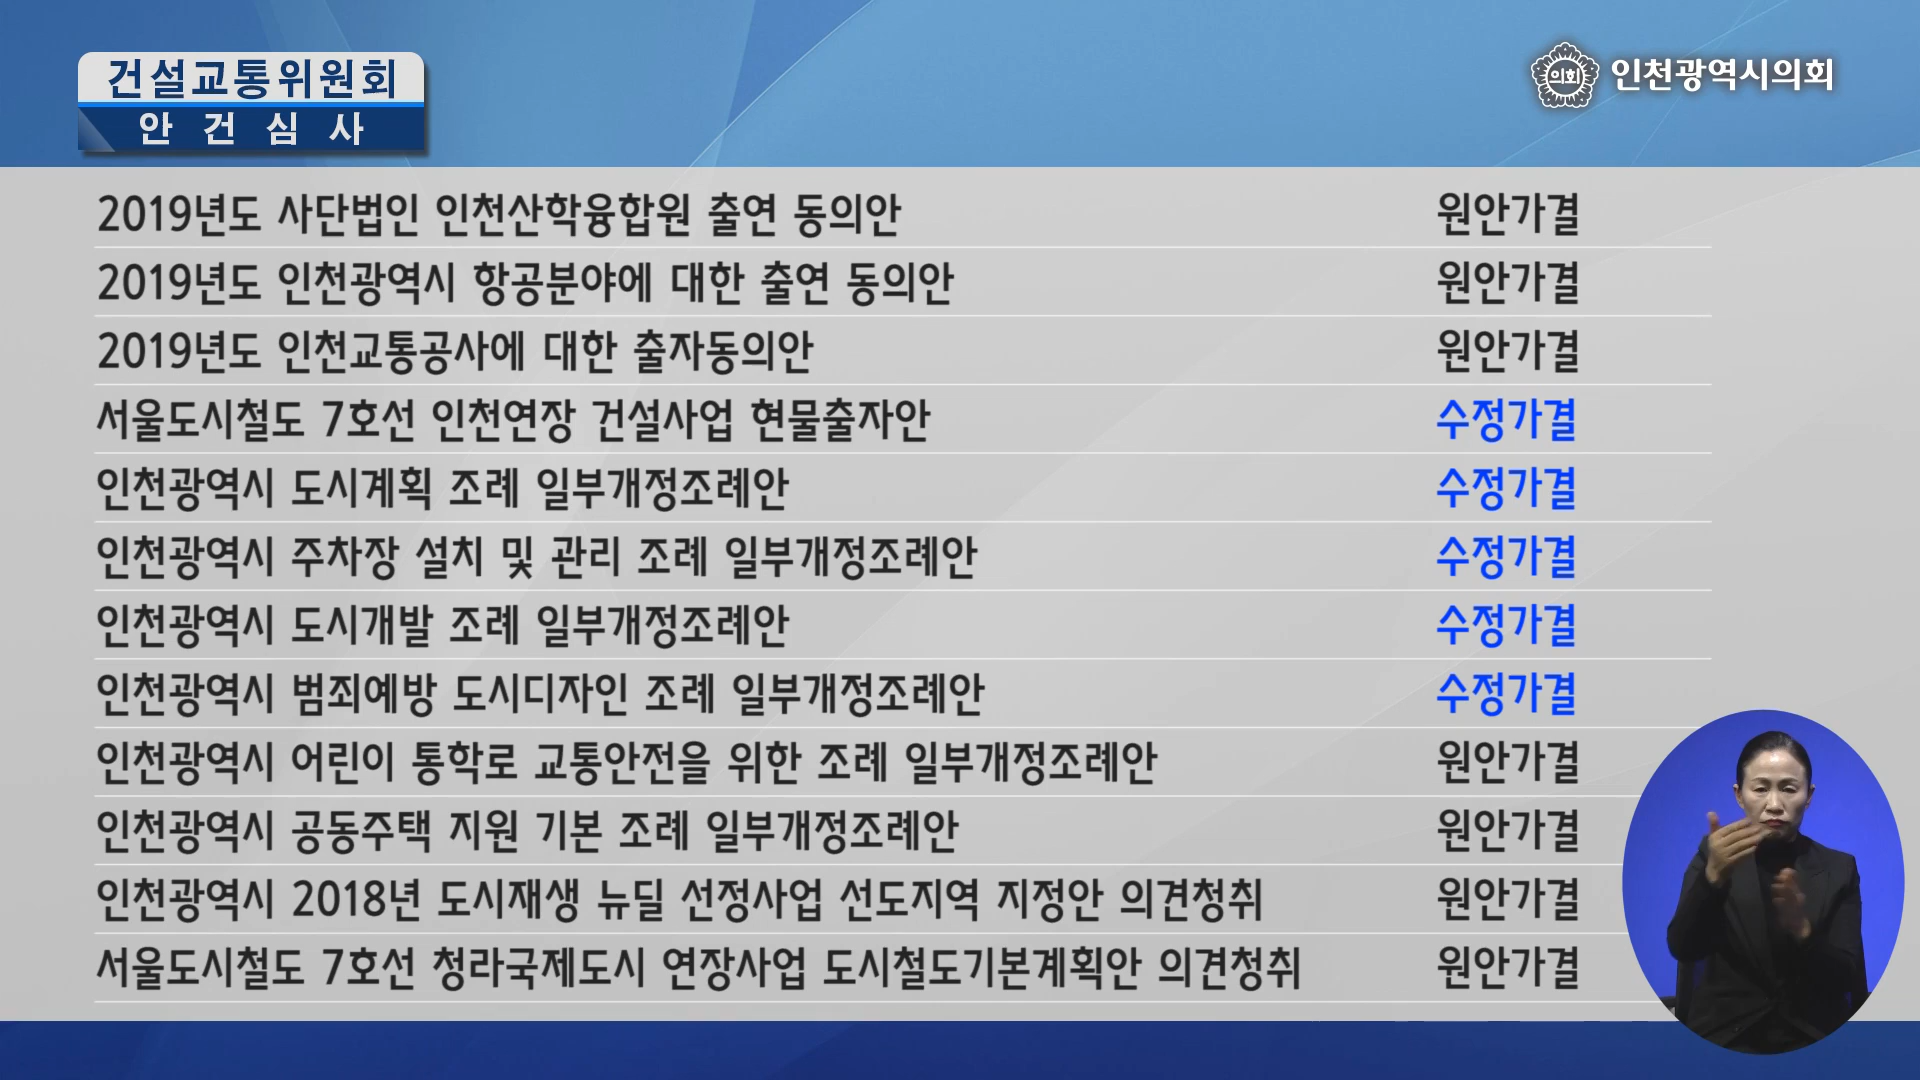 건설교통위원회
안건심사
의회
인천광역시의회
2019년도 사단법인 인천산학융합원 출연 동의안 원안가결
2019년도 인천광역시 항공분야에 대한 출연 동의안 원안가결
2019년도 인천교통공사에 대한 출자동의안 원안가결
서울도시철도 7호선 인천연장 건설사업 현물출자안 수정가결
인천광역시 도시계획 조례 일부개정조례안 수정가결
인천광역시 주차장 설치 및 관리 조례 일부개정조례안 수정가결
인천광역시 도시개발 조례 일부개정조례안 수정가결
인천광역시 범죄예방 도시디자인 조례 일부개정조례안 수정가결
인천광역시 어린이 통학로 교통안전을 위한 조례 일부개정조례안 원안가결
인천광역시 공동주택 지원 기본 조례 일부개정조례안 원안가결
인천광역시 2018년 도시재생 뉴딜 선정사업 선도지역 지정안 의견청취 원안가결
서울도시철도 7호선 청라국제도시 연장사업 도시철도기본계획안 의견청취 원안가결